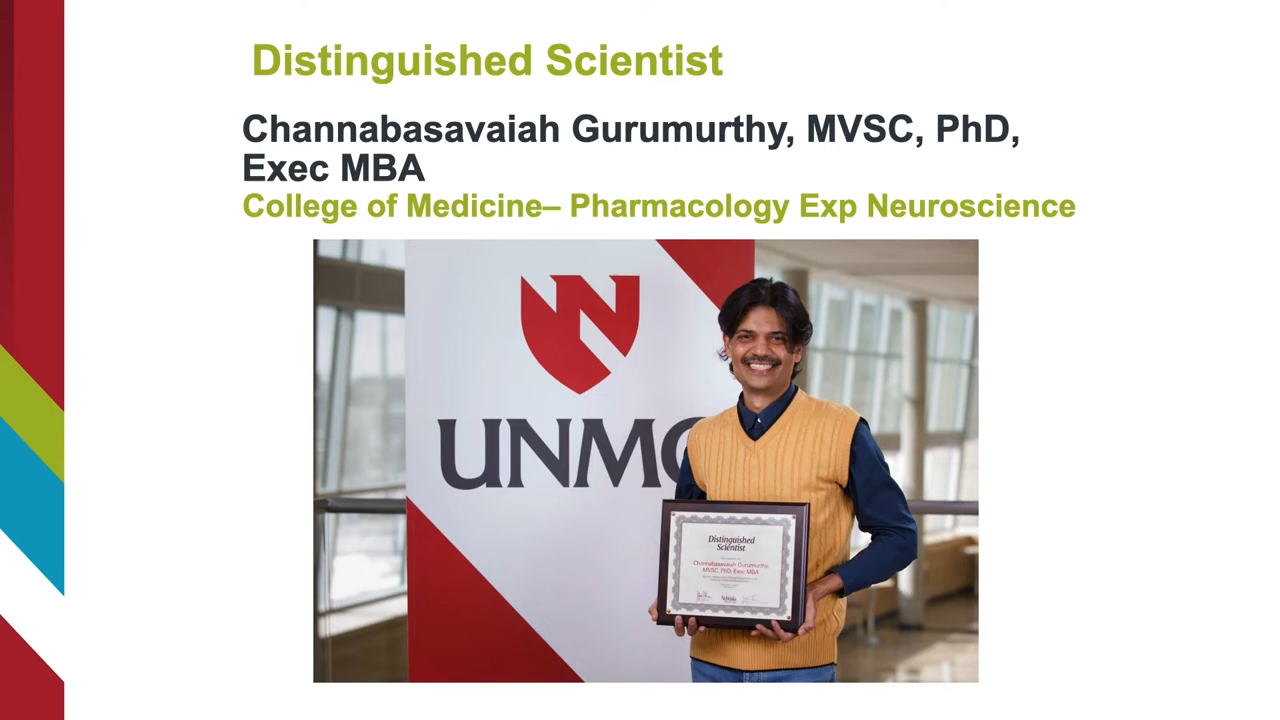 Distinguished Scientist
Channabasavaiah Gurumurthy, MVSC, PhD,
Exec MBA
College of Medicine– Pharmacology Exp Neuroscience
UNMC
Distinguished
Scientist
Channabasavaiah Gurumurthy,
MVSC, PhD, Exec MBA